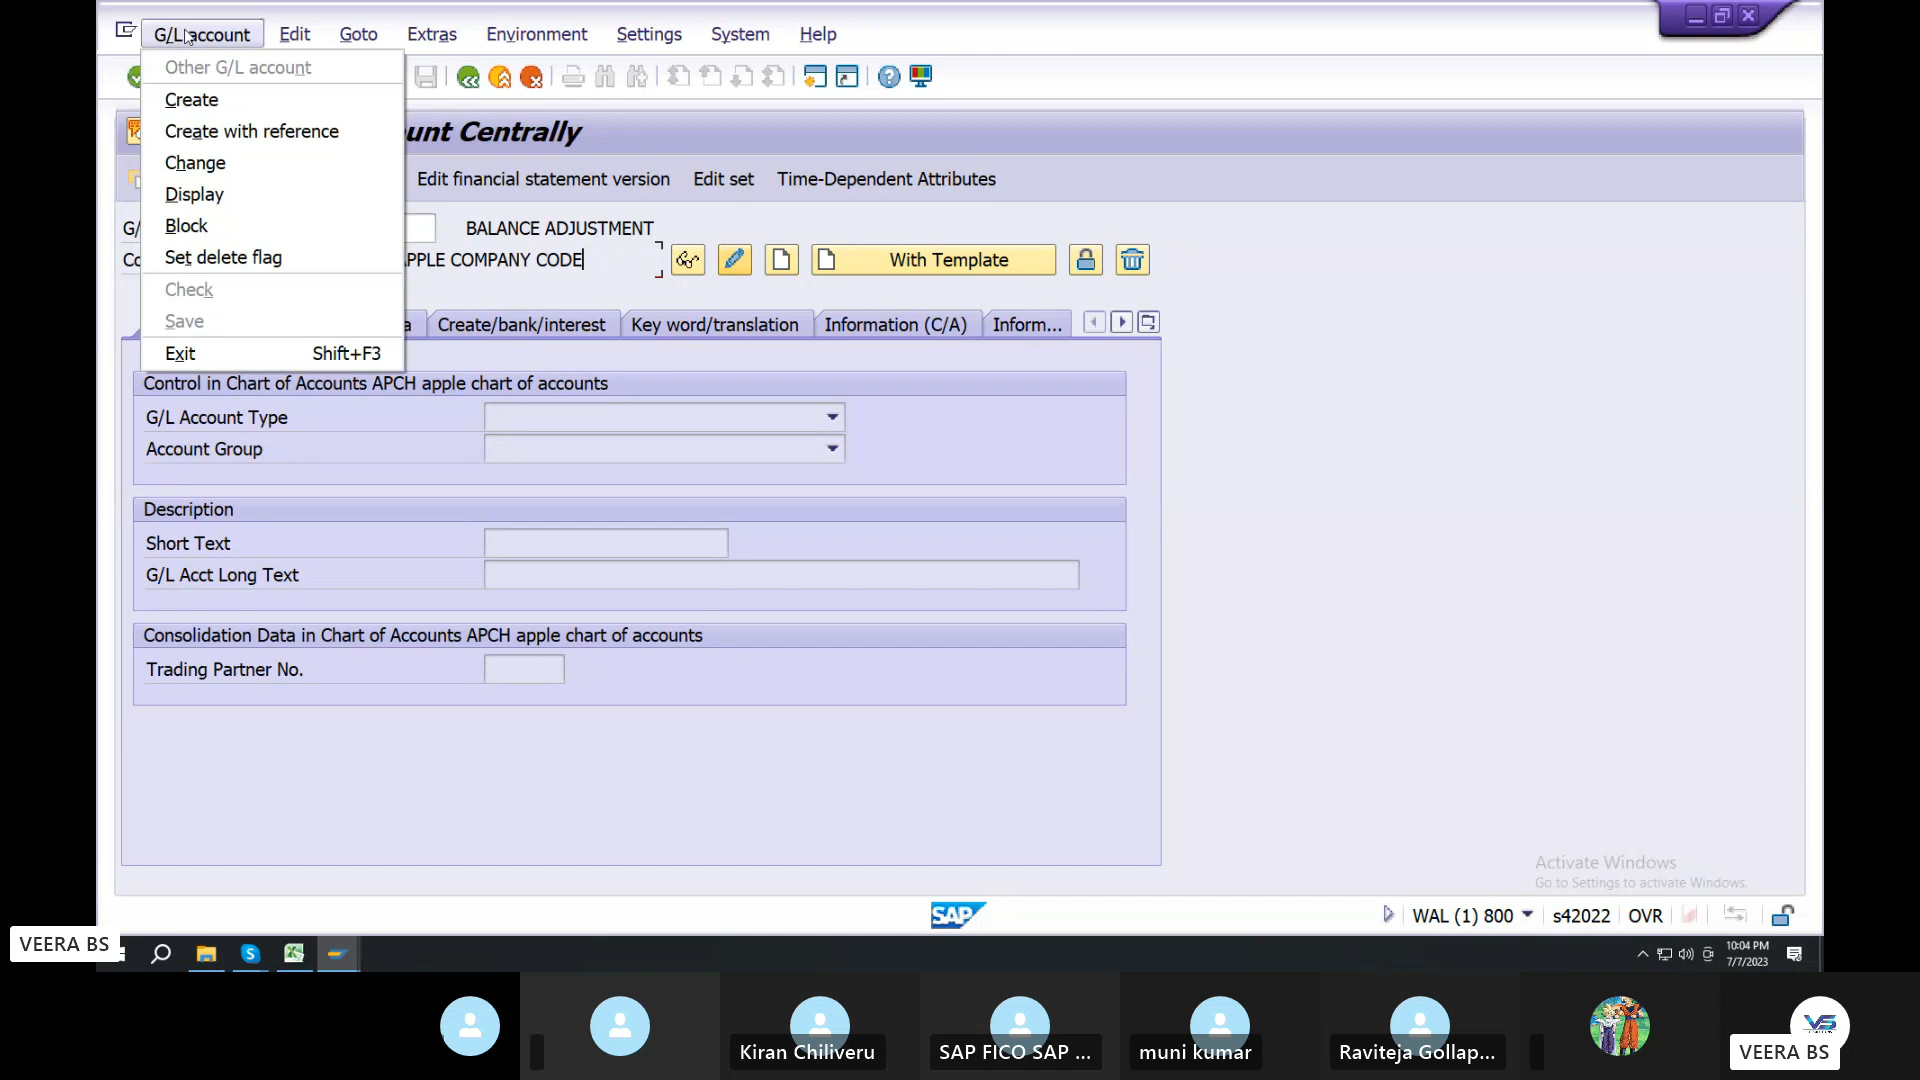 G/L account Edit Goto Extras Environment Settings System Help
Other G/L account
Create
Create with reference
Change
Display
Block
Set delete flag
Check
Save
Exit Shift+F3
unt Centrally
Edit financial statement version Edit set Time-Dependent Attributes
G/ BALANCE ADJUSTMENT
Co APPLE COMPANY CODE With Template
a Create/bank/interest Key word/translation Information (C/A) Inform...
Control in Chart of Accounts APCH apple chart of accounts
G/L Account Type
Account Group
Description
Short Text
G/L Acct Long Text
Consolidation Data in Chart of Accounts APCH apple chart of accounts
Trading Partner No.
Activate Windows
Go to Settings to activate Windows.
SAP WAL (1) 800 s42022 OVR
VEERA BS
10:04 PM
7/7/2023
Kiran Chiliveru SAP FICO SAP ... muni kumar Raviteja Gollap... VEERA BS